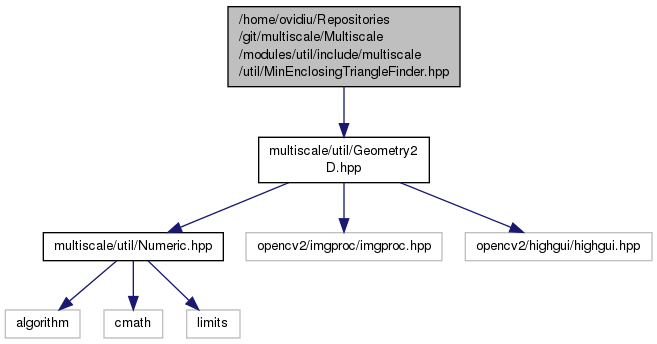 /home/ovidiu/Repositories
/git/multiscale/Multiscale
/modules/util/include/multiscale
/util/MinEnclosingTriangleFinder.hpp
multiscale/util/Geometry2
D.hpp
multiscale/util/Numeric.hpp
opencv2/imgproc/imgproc.hpp
opencv2/highgui/highgui.hpp
algorithm
cmath
limits